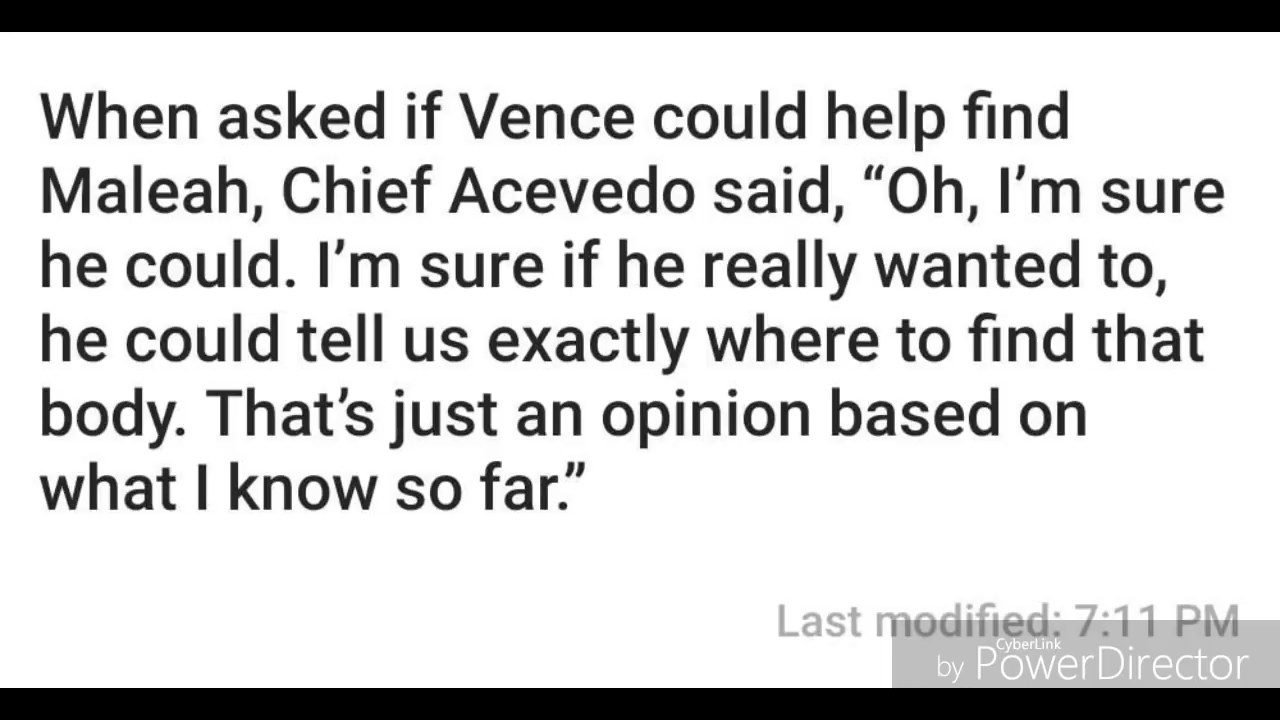 When asked if Vence could help find
Maleah, Chief Acevedo said, “Oh, I’m sure
he could. I’m sure if he really wanted to,
he could tell us exactly where to find that
body. That’s just an opinion based on
what I know so far.”
Last modified: 7:11 PM
CyberLink
by PowerDirector